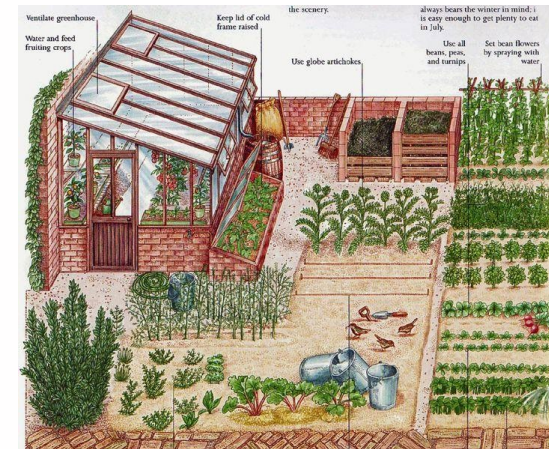 the scenery.
always bears the winter in mind; i
is easy enough to get plenty to eat
in July.
Ventilate greenhouse
Keep lid of cold
frame raised
Water and feed
fruiting crops
Use globe artichokes
Use all
beans, peas,
and turnips
Set bean flowers
by spraying with
water